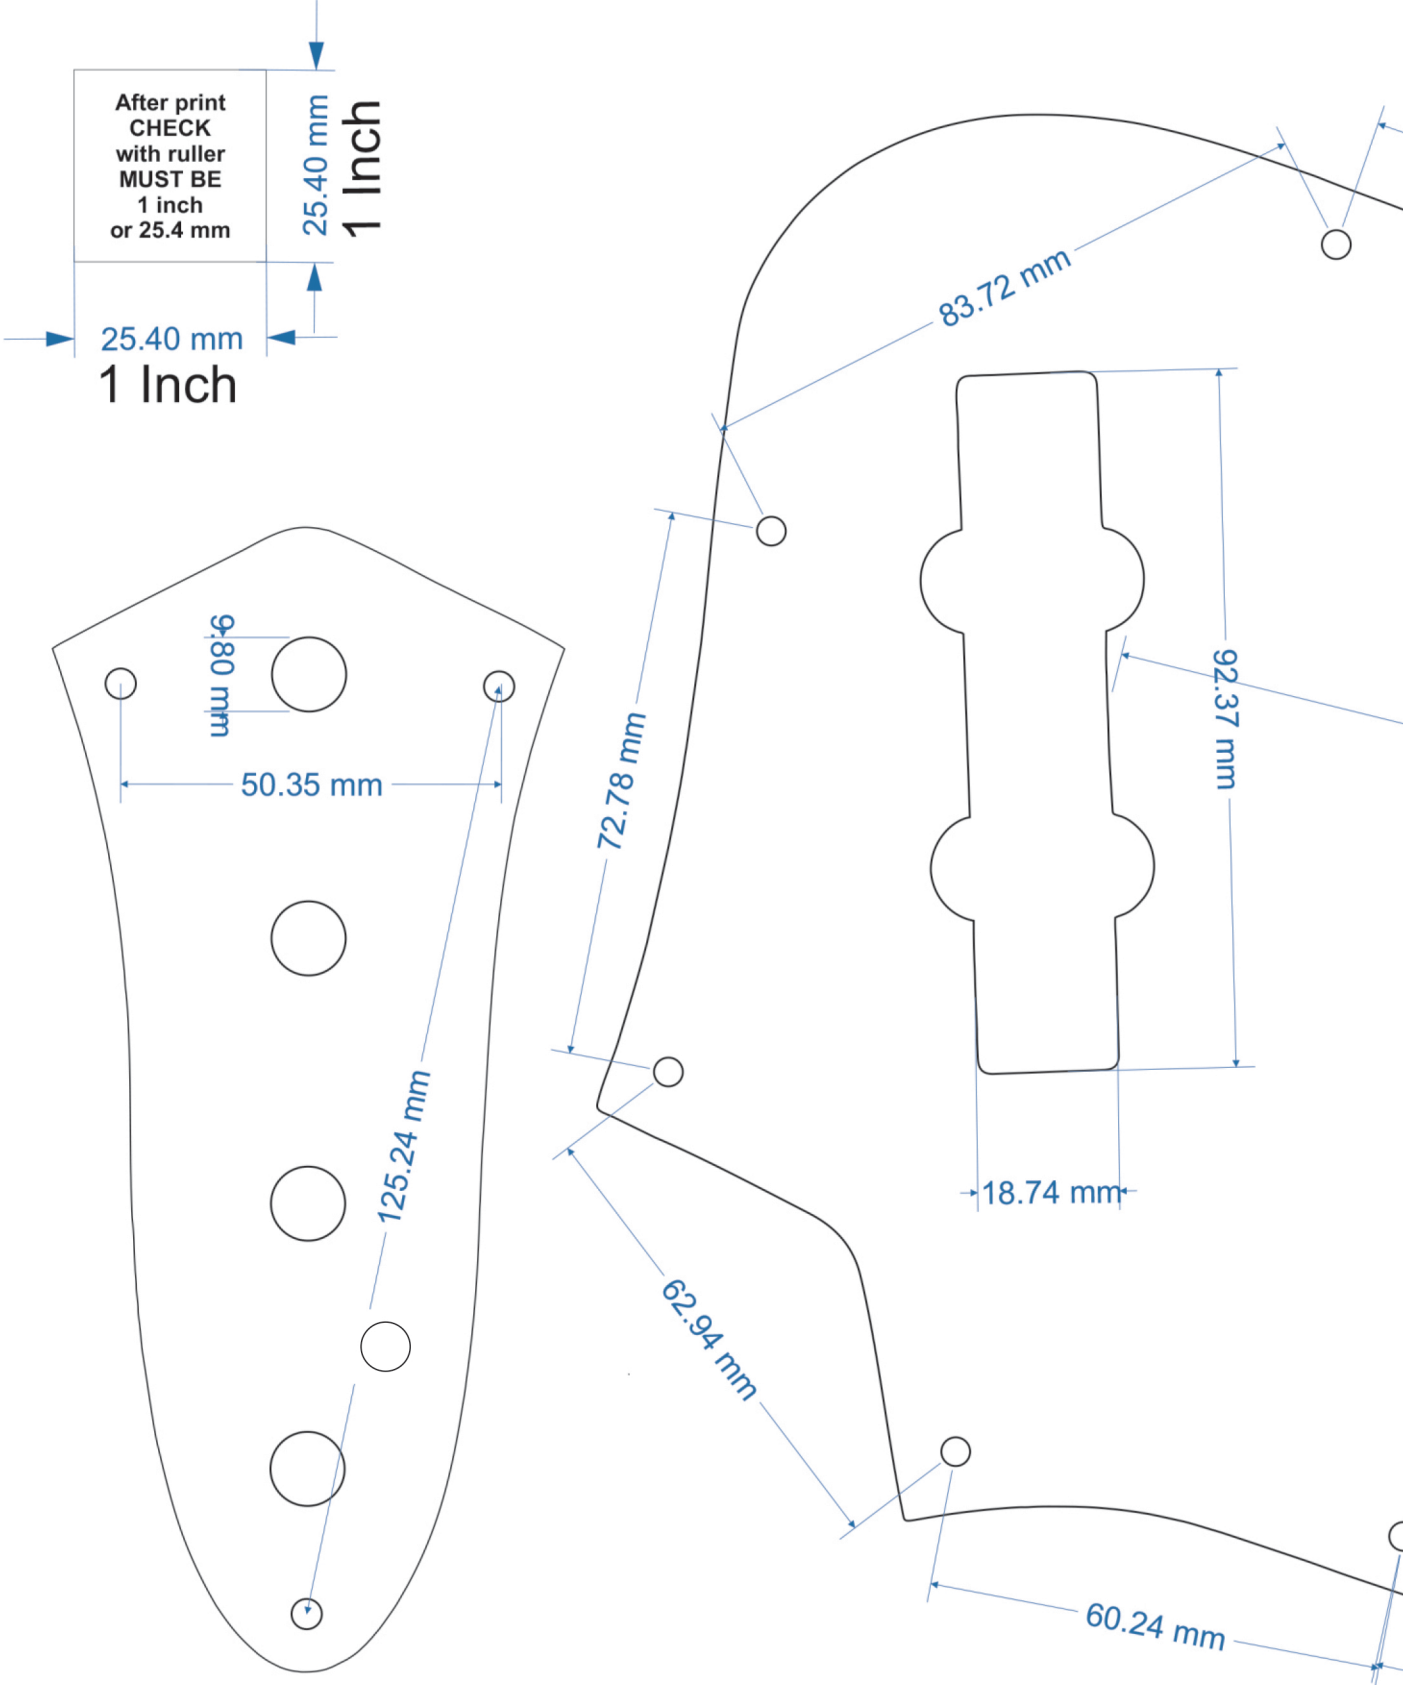 After print
CHECK
with ruller
MUST BE
1 inch
or 25.4 mm
25.40 mm
1 Inch
25.40 mm
1 Inch
83.72 mm
9.80 mm
50.35 mm
72.78 mm
92.37 mm
125.24 mm
18.74 mm
62.94 mm
60.24 mm